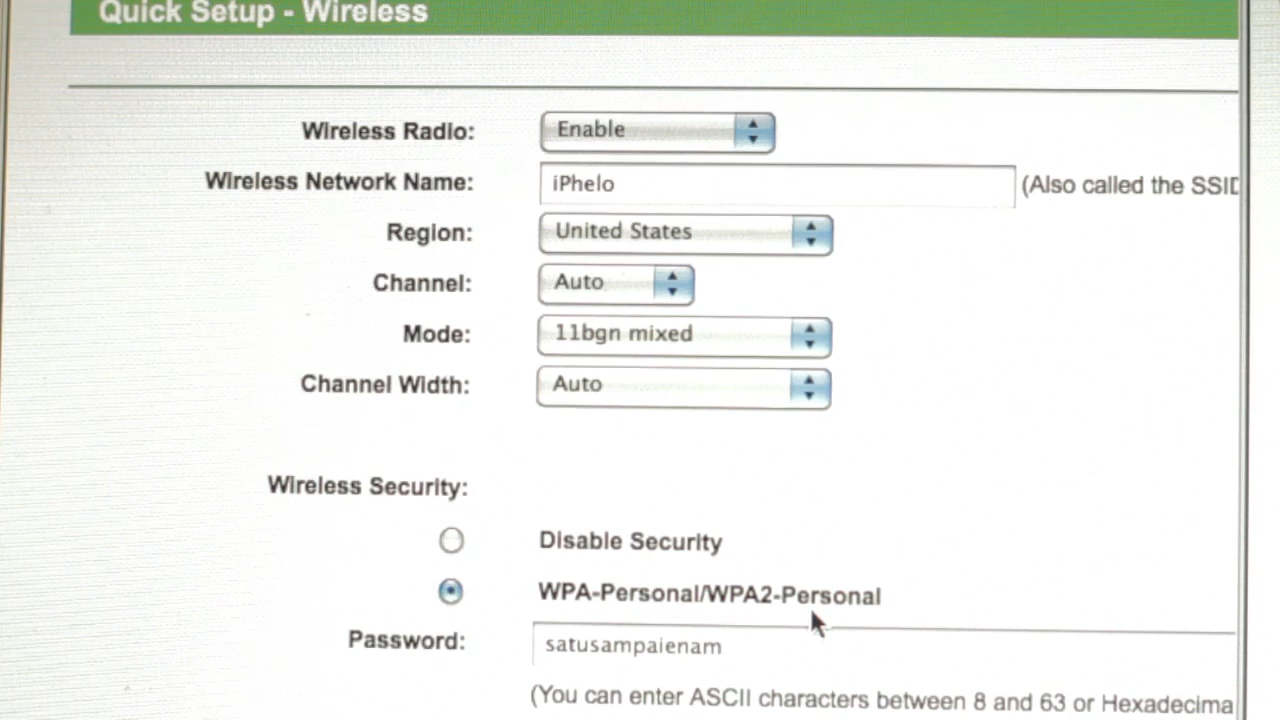 Quick Setup - Wireless
Wireless Radio: Enable
Wireless Network Name: iPhelo (Also called the SSID
Region: United States
Channel: Auto
Mode: 11bgn mixed
Channel Width: Auto
Wireless Security:
Disable Security
WPA-Personal/WPA2-Personal
Password: satusampaienam
(You can enter ASCII characters between 8 and 63 or Hexadecima